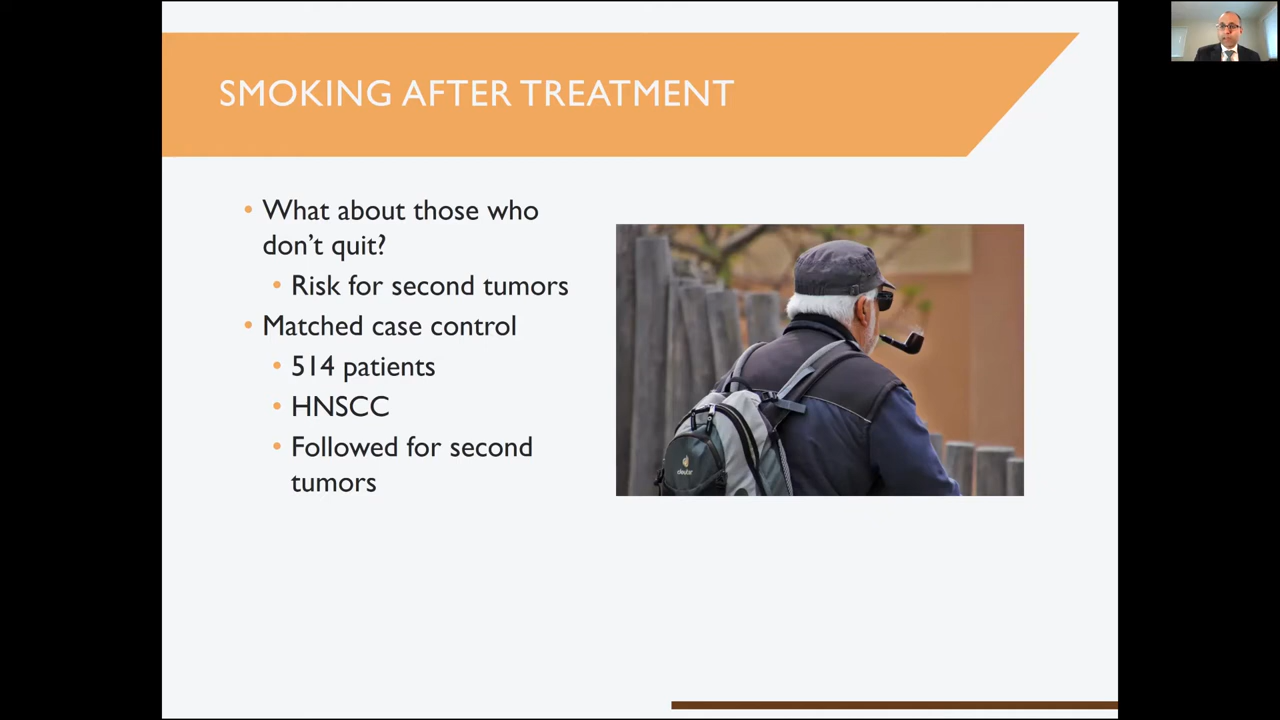 SMOKING AFTER TREATMENT
• What about those who
don't quit?
• Risk for second tumors
• Matched case control
• 514 patients
• HNSCC
• Followed for second
tumors
deuter